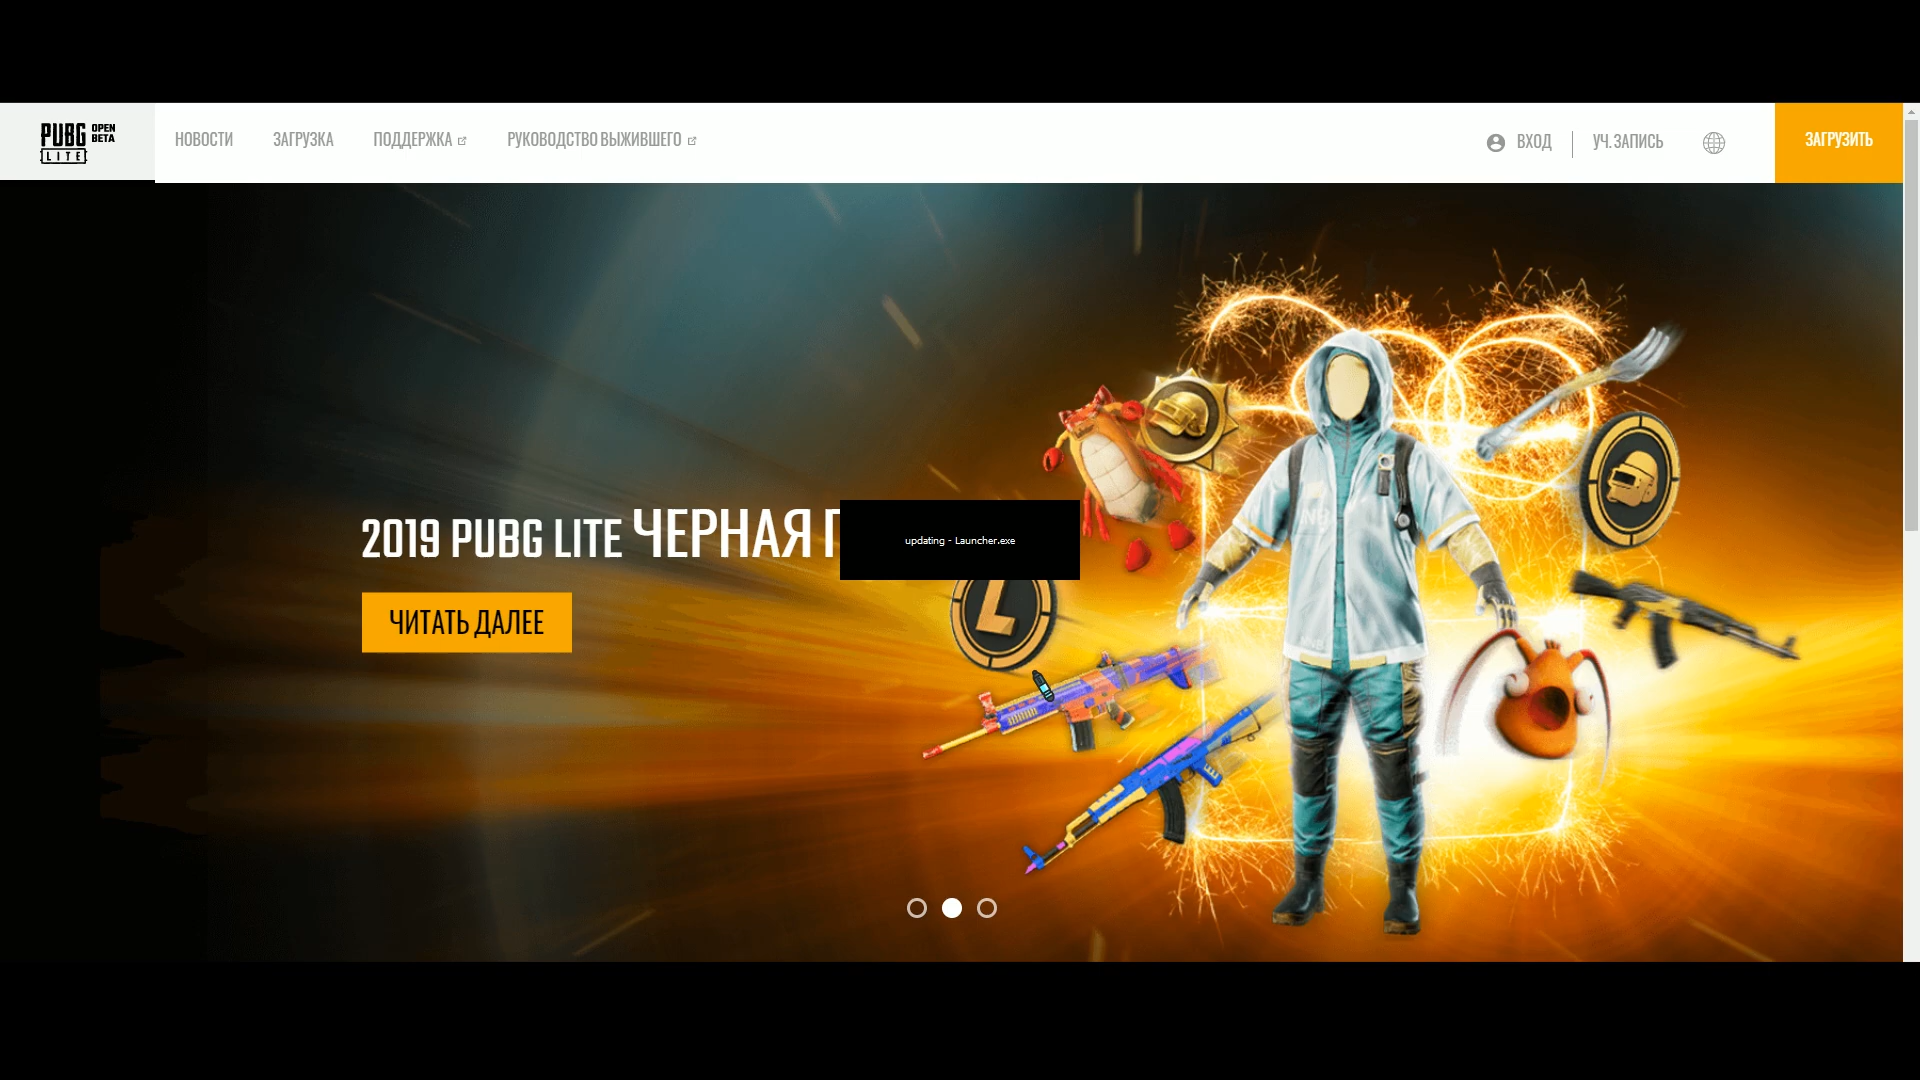 PUBG
LITE
OPEN
BETA
НОВОСТИ
ЗАГРУЗКА
ПОДДЕРЖКА
РУКОВОДСТВО ВЫЖИВШЕГО
ВХОД
УЧ. ЗАПИСЬ
ЗАГРУЗИТЬ
2019 PUBG LITE ЧЕРНАЯ
updating - Launcher.exe
ЧИТАТЬ ДАЛЕЕ